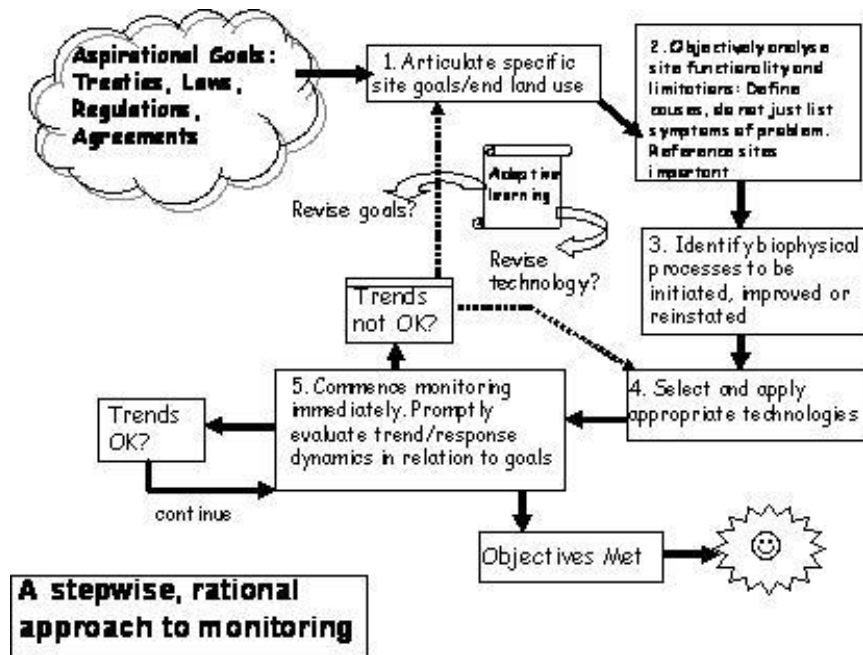 Aspirational Goals:
Treaties, Laws,
Regulations,
Agreements
1. Articulate specific
site goals/end land use
2. Objectively analyse
site functionality and
limitations: Define
causes, do not just list
symptoms of problem.
Reference sites
important
Adaptive
learning
Revise goals?
Revise
technology?
3. Identify biophysical
processes to be
initiated, improved or
reinstated
Trends
not OK?
4. Select and apply
appropriate technologies
5. Commence monitoring
immediately. Promptly
evaluate trend/response
dynamics in relation to goals
Trends
OK?
continue
Objectives Met
A stepwise, rational
approach to monitoring